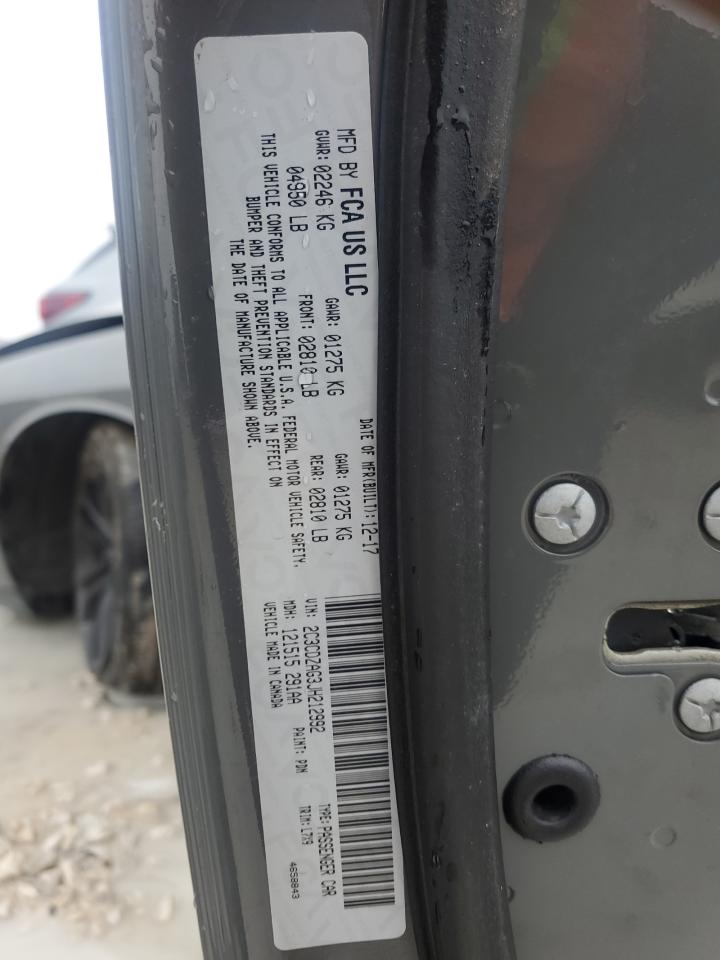 MFD BY FCA US LLC
DATE OF MFR(BUILT): 12-17
GVWR: 02246 KG GAWR: 01275 KG GAWR: 01275 KG
04950 LB FRONT: 02810 LB REAR: 02810 LB
THIS VEHICLE CONFORMS TO ALL APPLICABLE U.S.A. FEDERAL MOTOR VEHICLE SAFETY,
BUMPER AND THEFT PREVENTION STANDARDS IN EFFECT ON
THE DATE OF MANUFACTURE SHOWN ABOVE.
VIN: 2C3CDZAG3JH212992 TYPE: PASSENGER CAR
MDH: 121515 291AA PAINT: PDN TRIM: L7X9
VEHICLE MADE IN CANADA 4658843